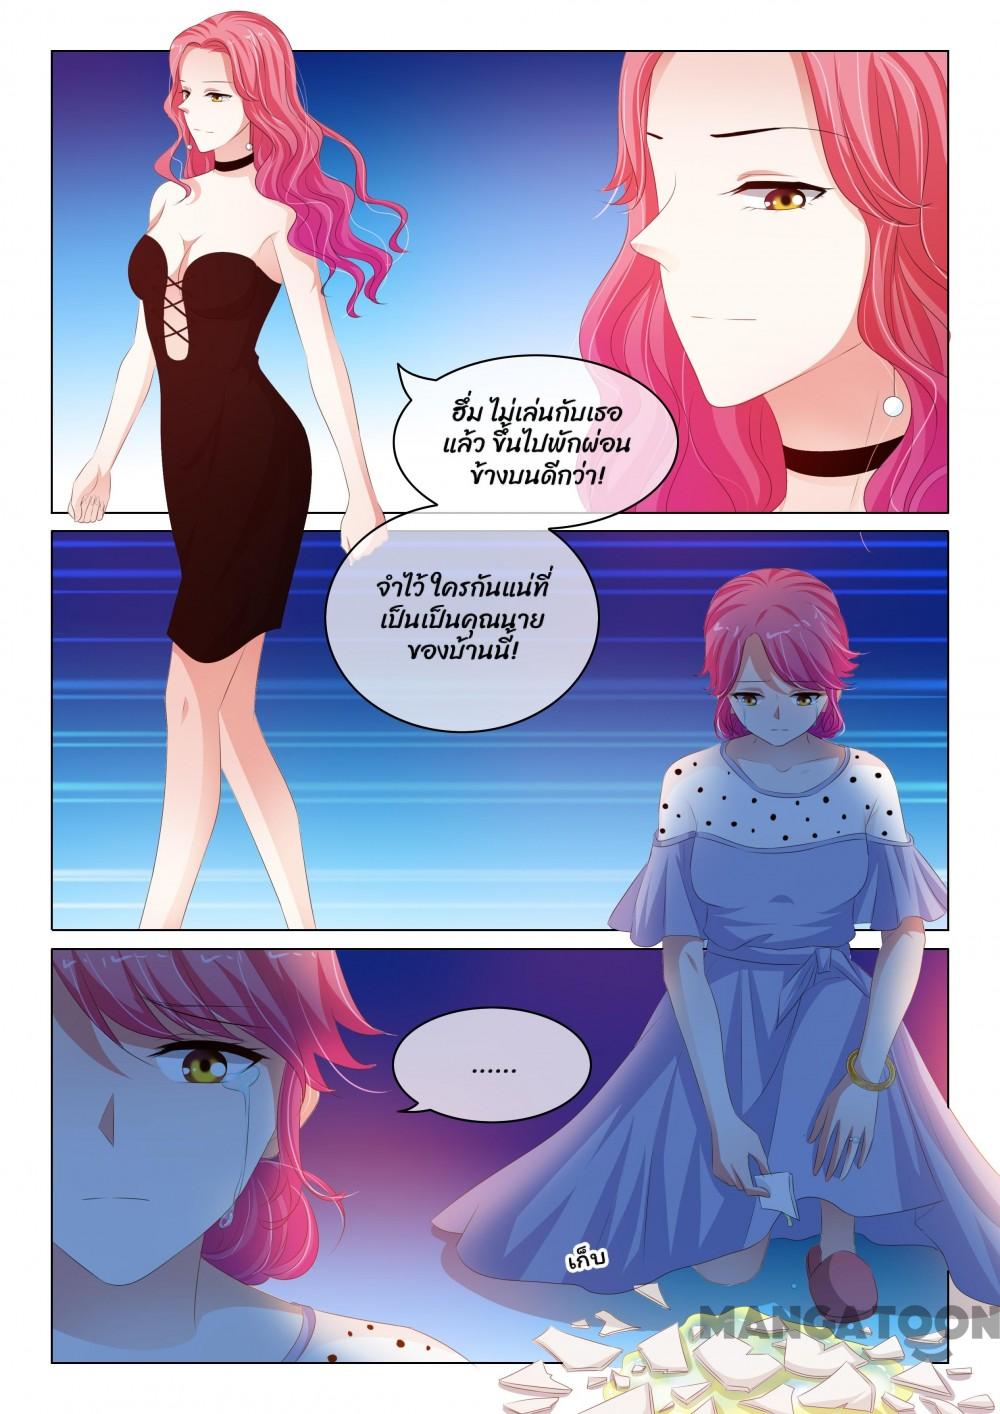 ฮึ่ม ไม่เล่นกับเธอ
แล้ว ขึ้นไปพักผ่อน
ข้างบนดีกว่า!
จำไว้ ใครกันแน่ที่
เป็นเป็นคุณนาย
ของบ้านนี้!
......
เก็บ
MANGATOON